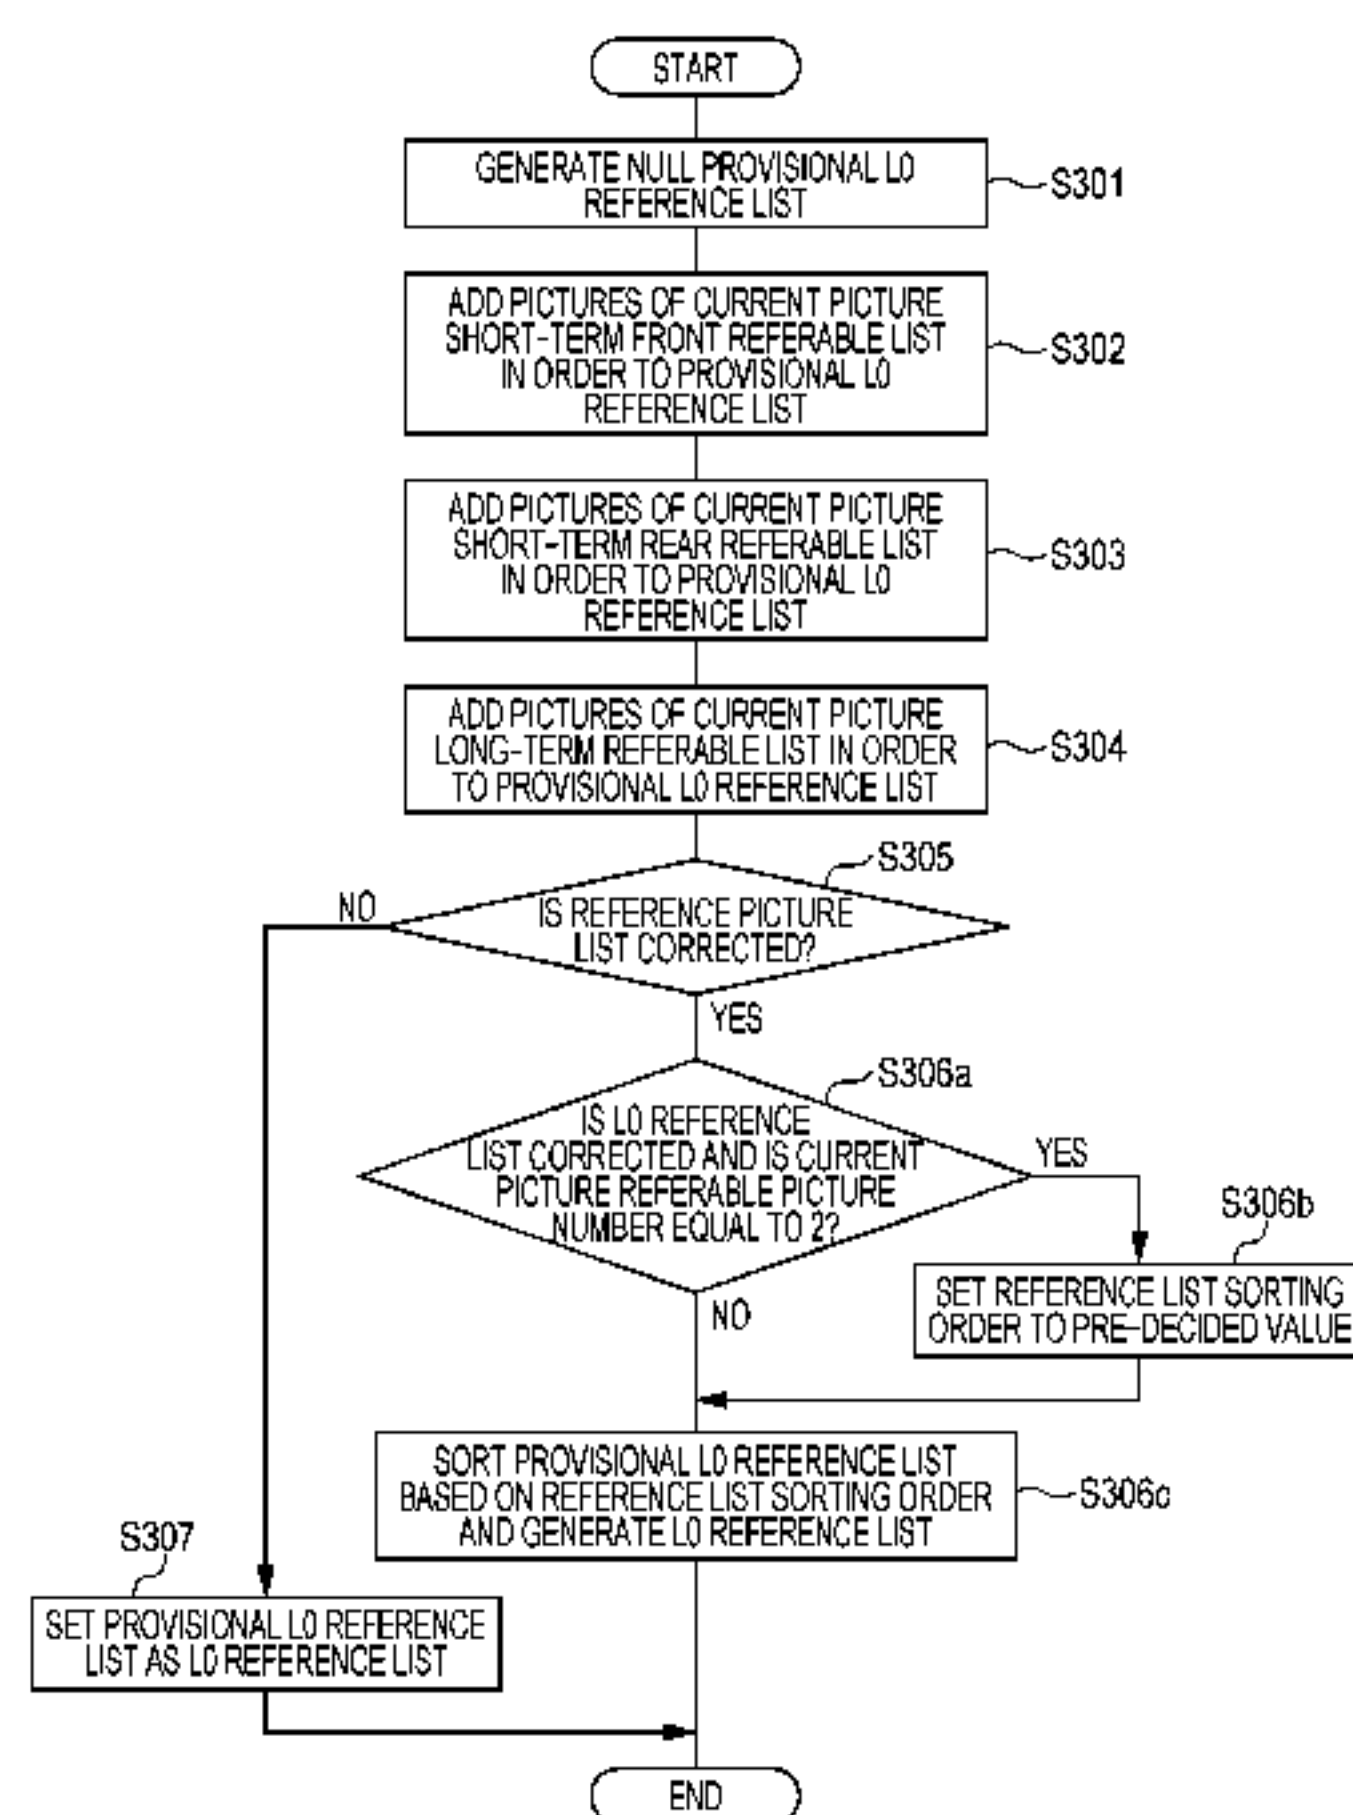 START
GENERATE NULL PROVISIONAL L0
REFERENCE LIST
S301
ADD PICTURES OF CURRENT PICTURE
SHORT-TERM FRONT REFERABLE LIST
IN ORDER TO PROVISIONAL L0
REFERENCE LIST
S302
ADD PICTURES OF CURRENT PICTURE
SHORT-TERM REAR REFERABLE LIST
IN ORDER TO PROVISIONAL L0
REFERENCE LIST
S303
ADD PICTURES OF CURRENT PICTURE
LONG-TERM REFERABLE LIST IN ORDER
TO PROVISIONAL L0 REFERENCE LIST
S304
S305
NO
IS REFERENCE PICTURE
LIST CORRECTED?
YES
S306a
IS L0 REFERENCE
LIST CORRECTED AND IS CURRENT
PICTURE REFERABLE PICTURE
NUMBER EQUAL TO 2?
YES
S306b
SET REFERENCE LIST SORTING
ORDER TO PRE-DECIDED VALUE
NO
SORT PROVISIONAL L0 REFERENCE LIST
BASED ON REFERENCE LIST SORTING ORDER
AND GENERATE L0 REFERENCE LIST
S306c
S307
SET PROVISIONAL L0 REFERENCE
LIST AS L0 REFERENCE LIST
END